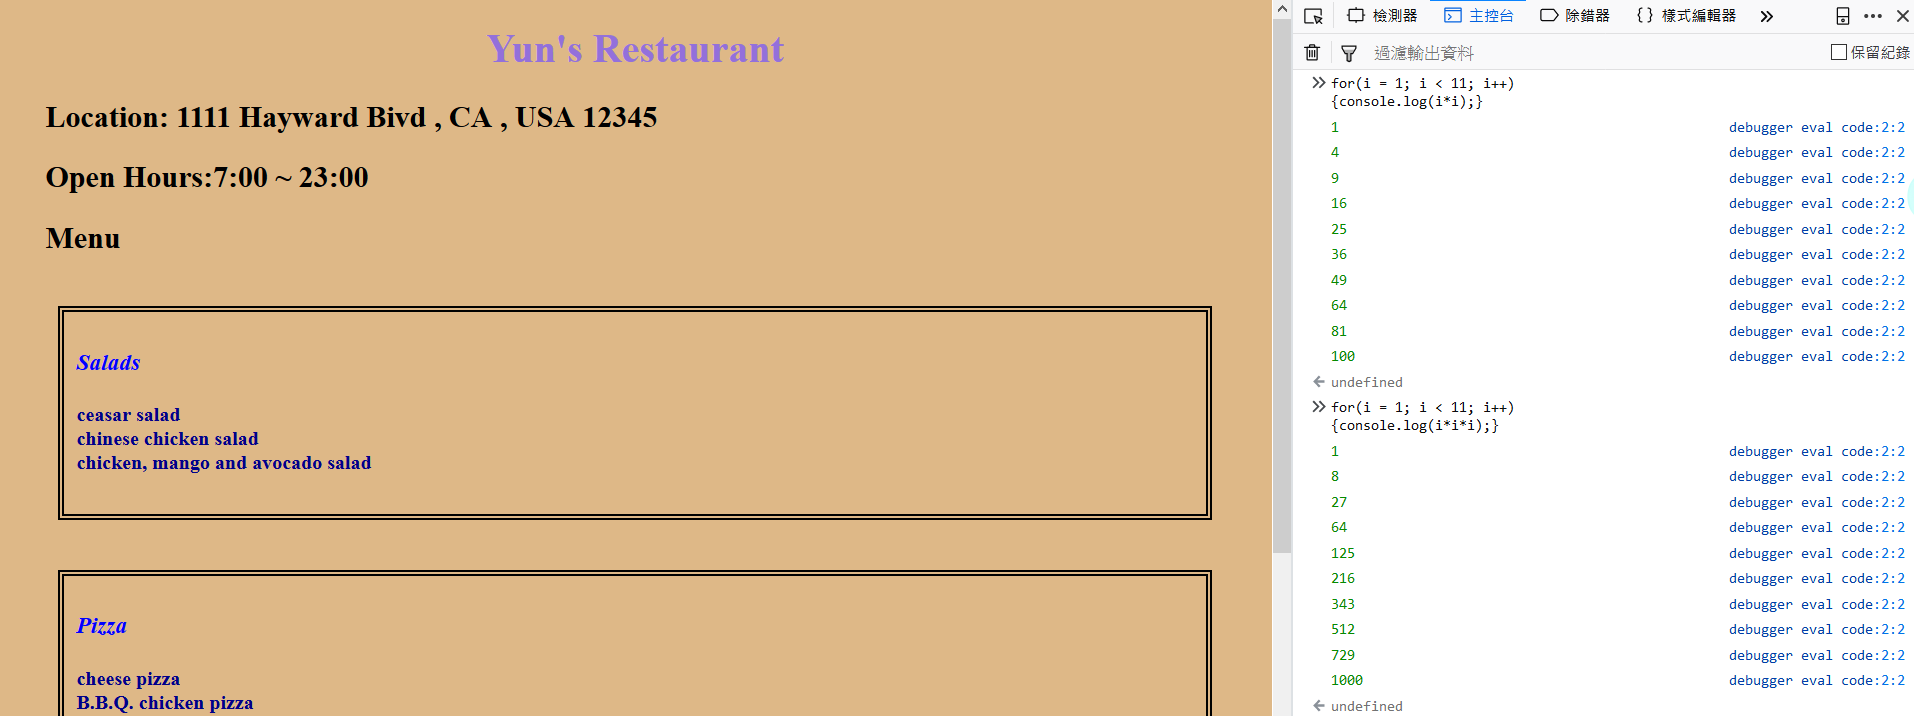 Yun's Restaurant
Location: 1111 Hayward Bivd , CA , USA 12345
Open Hours:7:00 ~ 23:00
Menu
Salads
ceasar salad
chinese chicken salad
chicken, mango and avocado salad
Pizza
cheese pizza
B.B.Q. chicken pizza
檢測器 主控台 除錯器 {} 樣式編輯器
過濾輸出資料 保留紀錄
for(i = 1; i < 11; i++)
{console.log(i*i);}
1 debugger eval code:2:2
4 debugger eval code:2:2
9 debugger eval code:2:2
16 debugger eval code:2:2
25 debugger eval code:2:2
36 debugger eval code:2:2
49 debugger eval code:2:2
64 debugger eval code:2:2
81 debugger eval code:2:2
100 debugger eval code:2:2
undefined
for(i = 1; i < 11; i++)
{console.log(i*i*i);}
1 debugger eval code:2:2
8 debugger eval code:2:2
27 debugger eval code:2:2
64 debugger eval code:2:2
125 debugger eval code:2:2
216 debugger eval code:2:2
343 debugger eval code:2:2
512 debugger eval code:2:2
729 debugger eval code:2:2
1000 debugger eval code:2:2
undefined